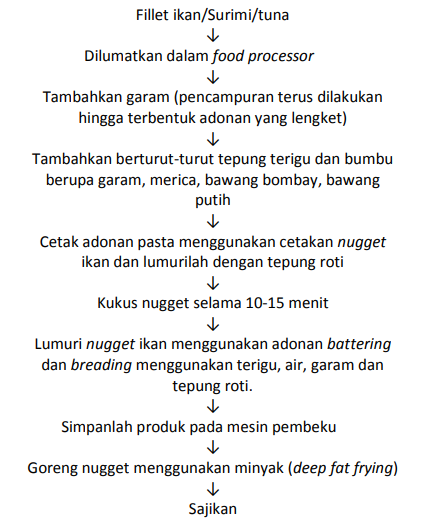 Fillet ikan/Surimi/tuna
↓
Dilumatkan dalam food processor
↓
Tambahkan garam (pencampuran terus dilakukan
hingga terbentuk adonan yang lengket)
↓
Tambahkan berturut-turut tepung terigu dan bumbu
berupa garam, merica, bawang bombay, bawang
putih
↓
Cetak adonan pasta menggunakan cetakan nugget
ikan dan lumurilah dengan tepung roti
↓
Kukus nugget selama 10-15 menit
↓
Lumuri nugget ikan menggunakan adonan battering
dan breading menggunakan terigu, air, garam dan
tepung roti.
↓
Simpanlah produk pada mesin pembeku
↓
Goreng nugget menggunakan minyak (deep fat frying)
↓
Sajikan